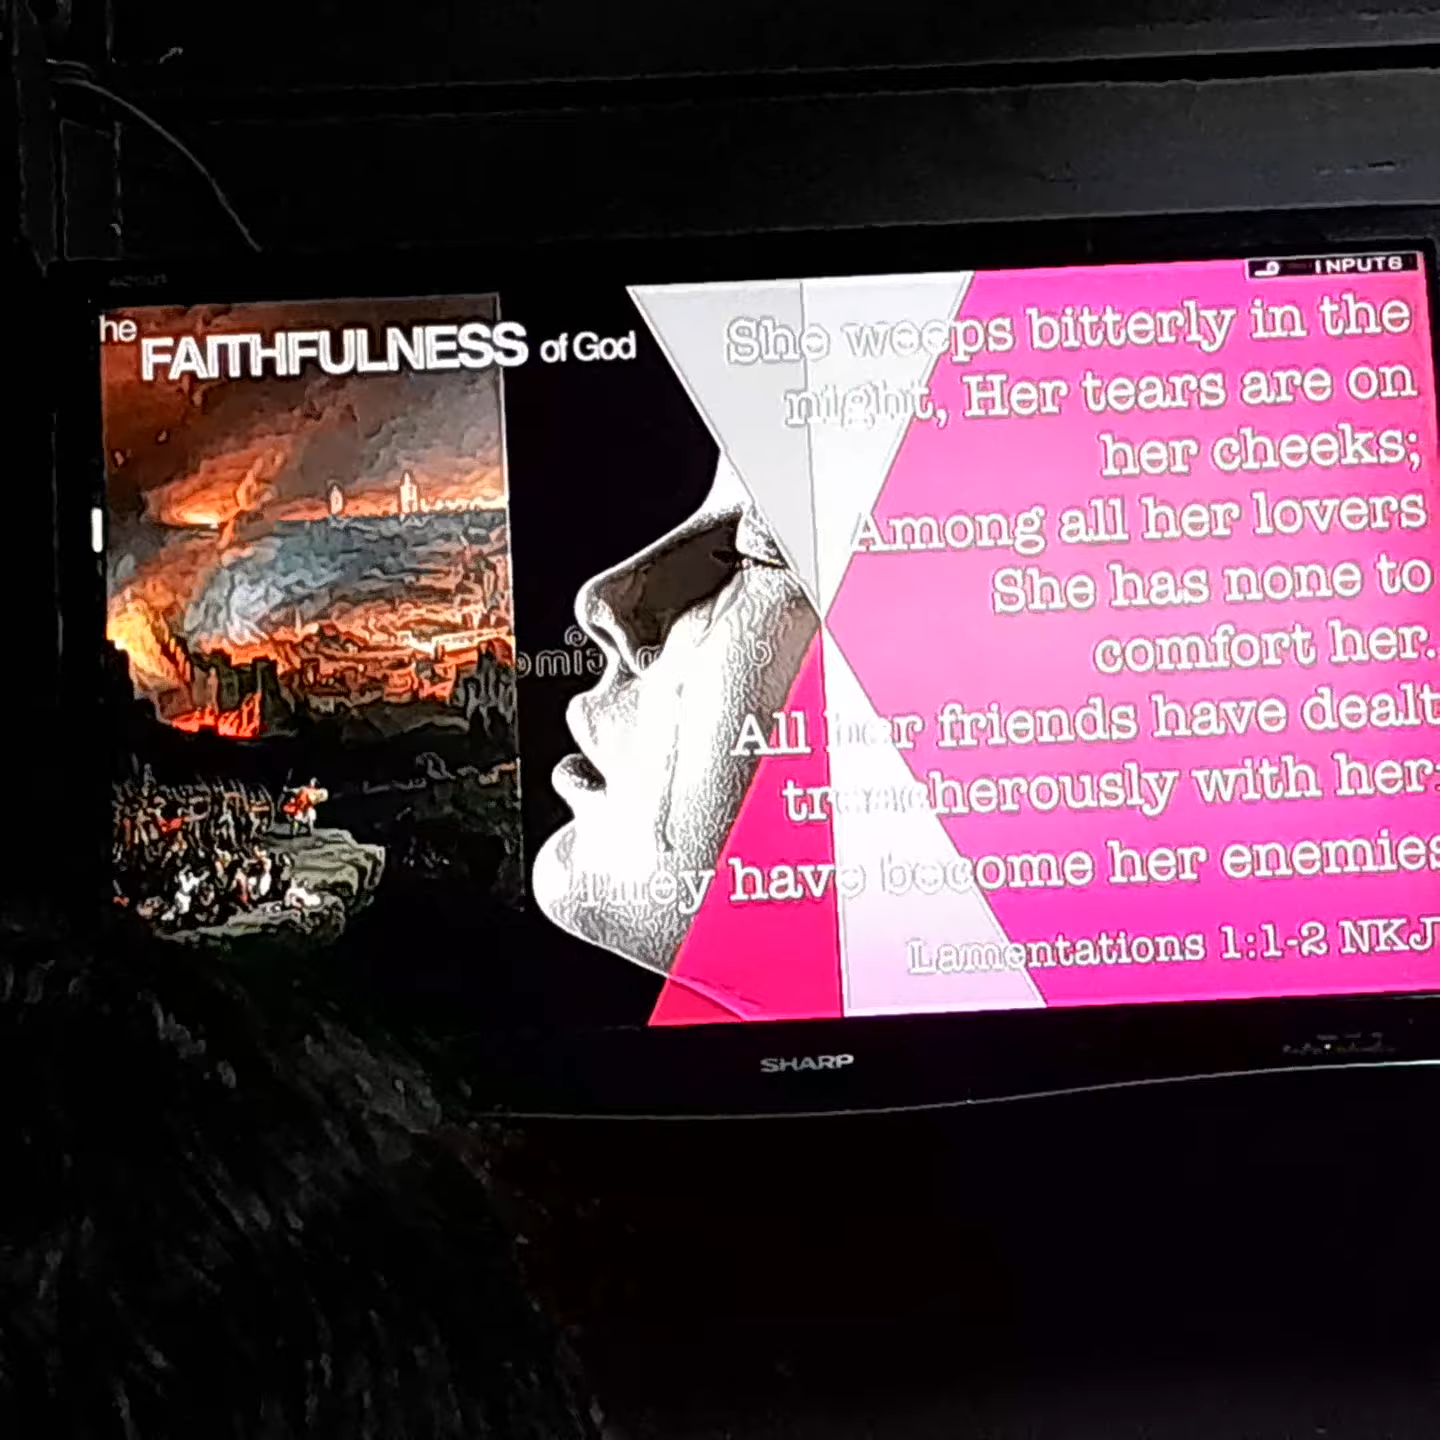 he
FAITHFULNESS of God
INPUT6
She weeps bitterly in the
night, Her tears are on
her cheeks;
Among all her lovers
She has none to
comfort her.
All her friends have dealt
treacherously with her;
They have become her enemies
Lamentations 1:1-2 NKJ
SHARP